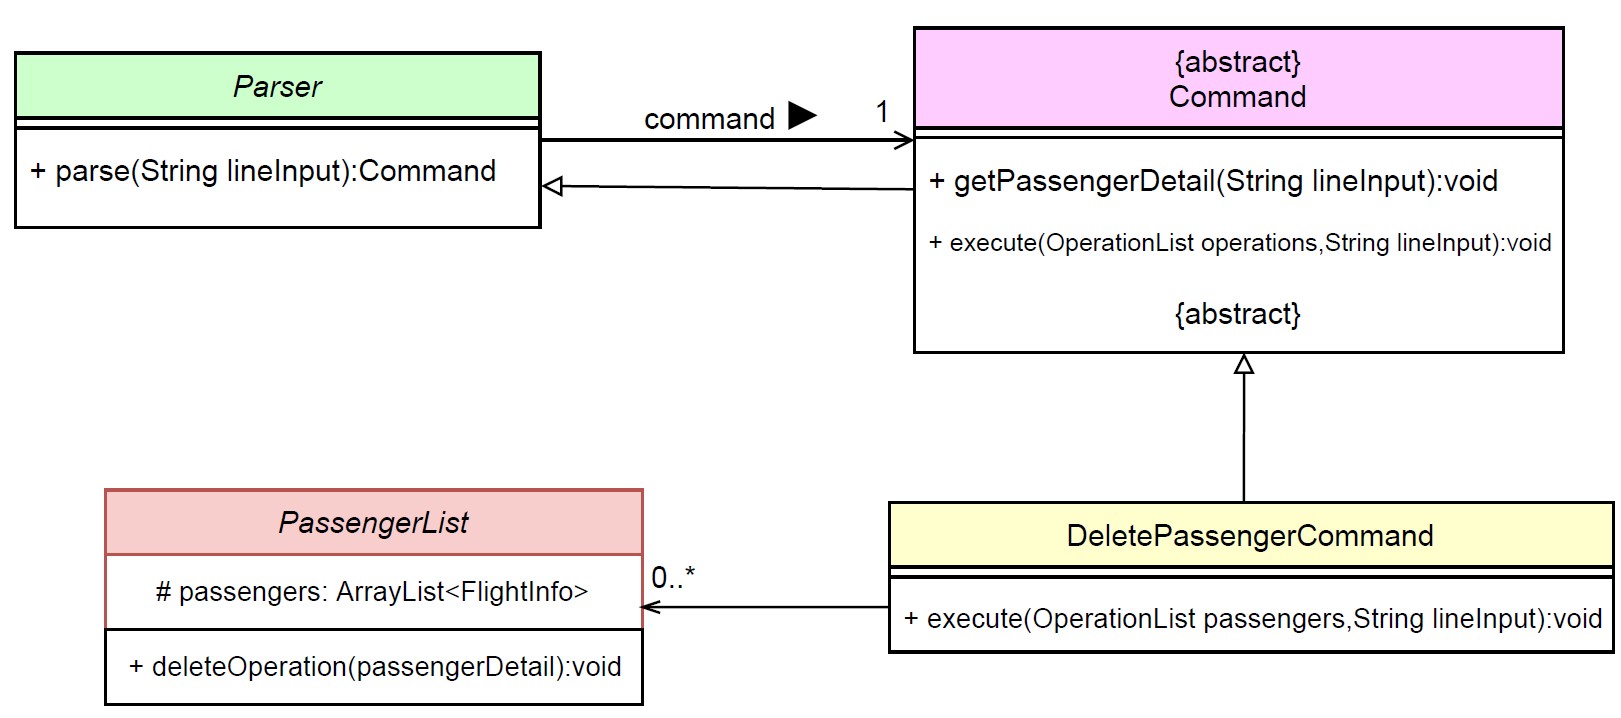 Parser
+ parse(String lineInput):Command
command ▶
1
{abstract}
Command
+ getPassengerDetail(String lineInput):void
+ execute(OperationList operations,String lineInput):void
{abstract}
PassengerList
# passengers: ArrayList<FlightInfo>
+ deleteOperation(passengerDetail):void
0..*
DeletePassengerCommand
+ execute(OperationList passengers,String lineInput):void